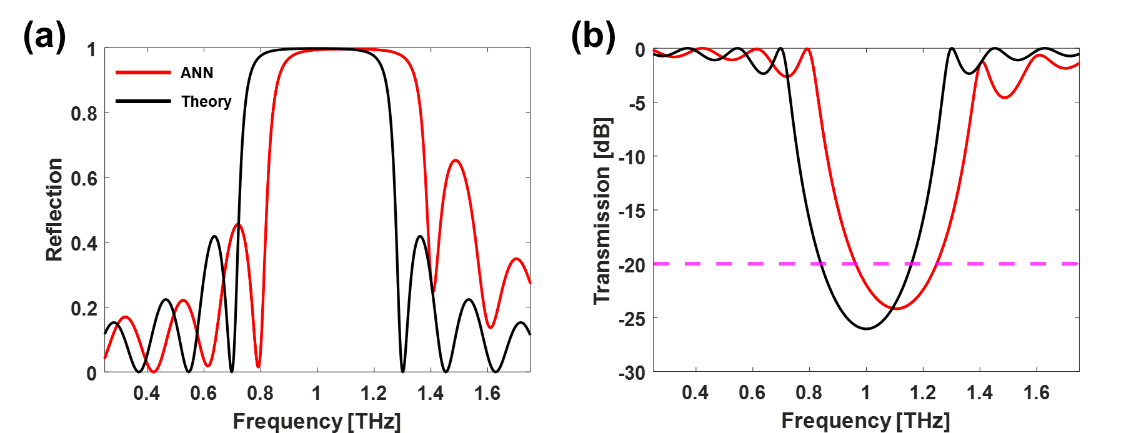 (a)
1
0.8
0.6
0.4
0.2
0
Reflection
ANN
Theory
0.4 0.6 0.8 1 1.2 1.4 1.6
Frequency [THz]
(b)
0
-5
-10
-15
-20
-25
-30
Transmission [dB]
0.4 0.6 0.8 1 1.2 1.4 1.6
Frequency [THz]